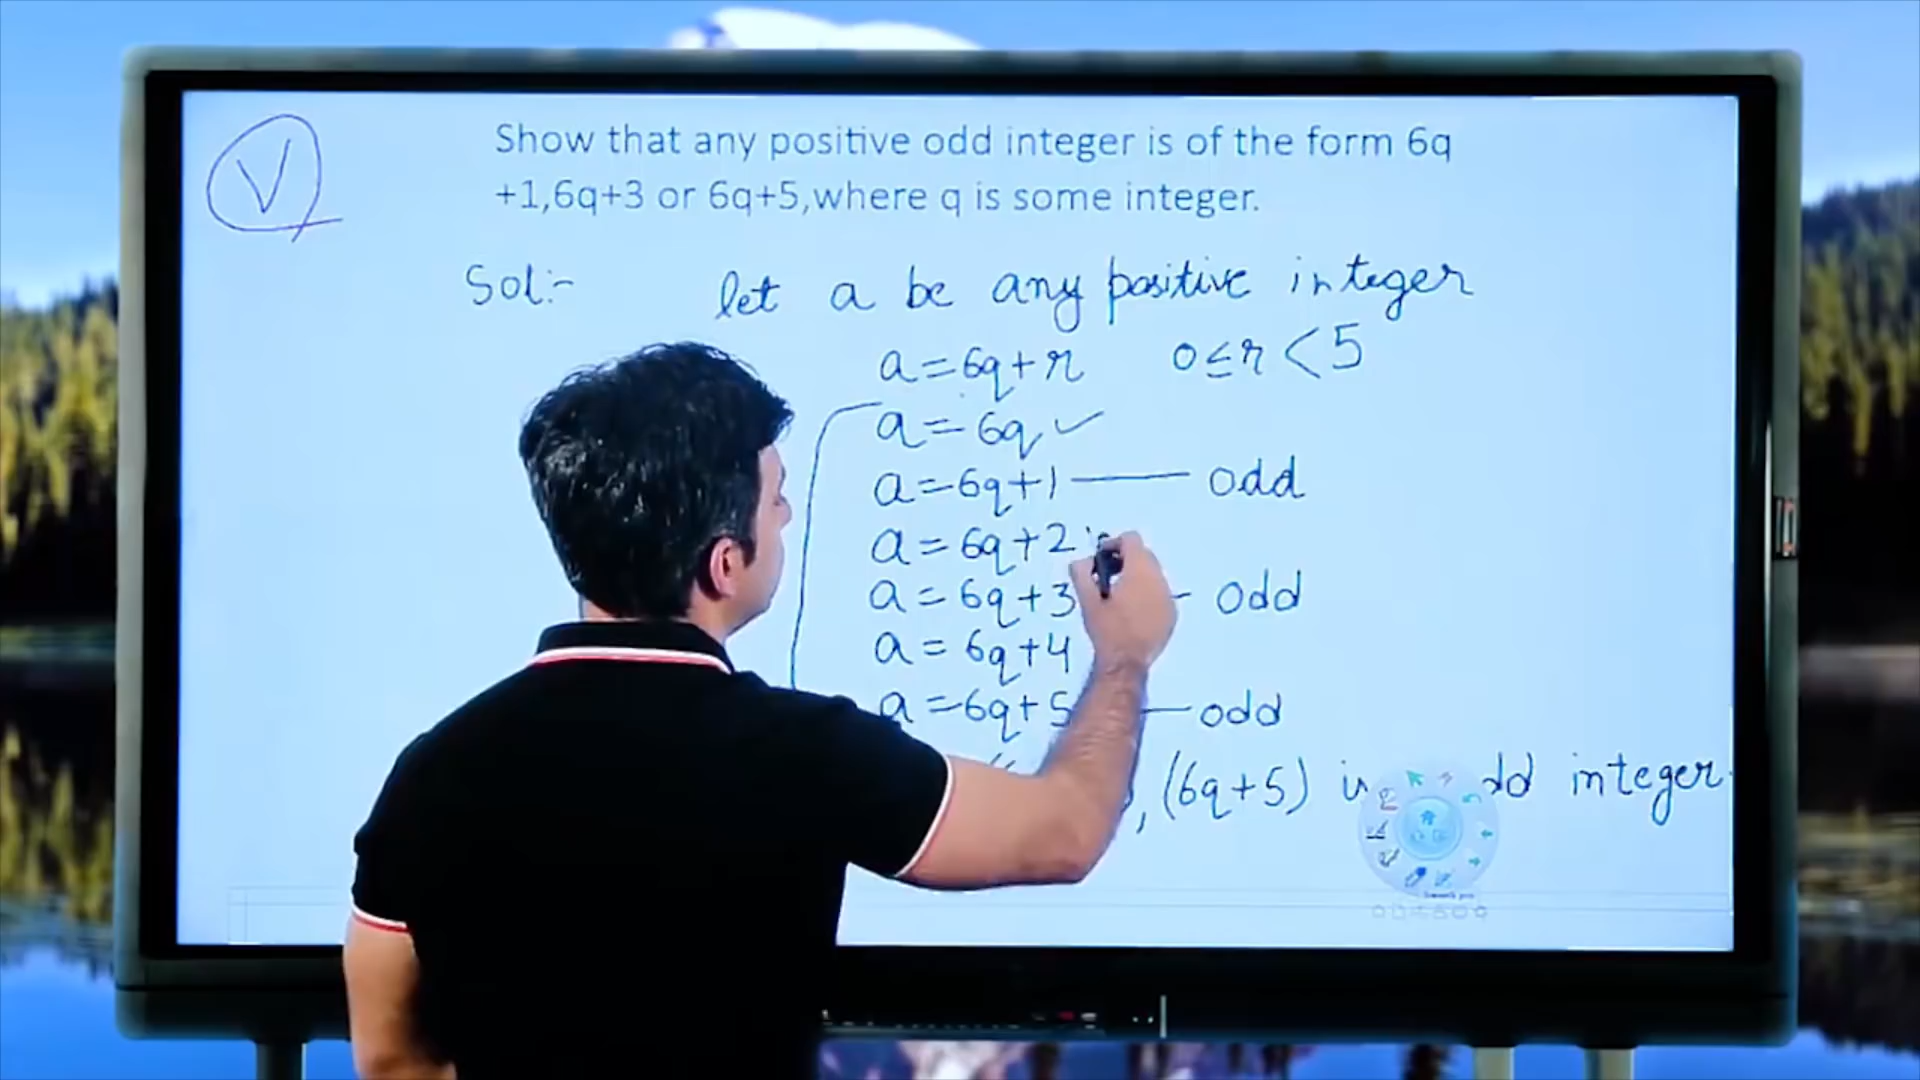 V
Show that any positive odd integer is of the form 6q
+1,6q+3 or 6q+5,where q is some integer.
Sol:- let a be any positive integer
a=6q+r 0≤r<5
a=6q✓
a=6q+1 — odd
a=6q+2
a=6q+3 — odd
a=6q+4
a=6q+5 — odd
, (6q+5) integer